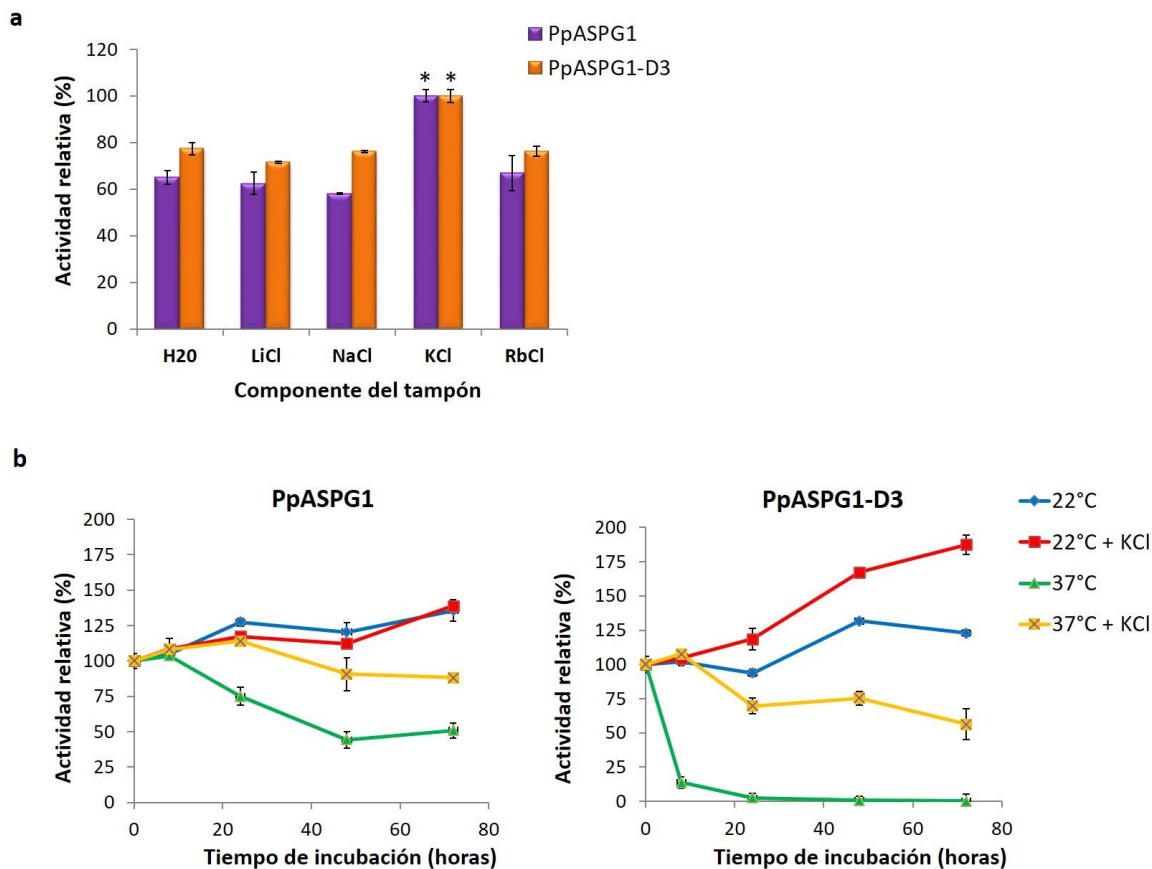 a
PpASPG1
PpASPG1-D3
Actividad relativa (%)
120
100
80
60
40
20
0
* *
H20 LiCl NaCl KCl RbCl
Componente del tampón
b
PpASPG1
Actividad relativa (%)
200
175
150
125
100
75
50
25
0
0 20 40 60 80
Tiempo de incubación (horas)
PpASPG1-D3
Actividad relativa (%)
200
175
150
125
100
75
50
25
0
0 20 40 60 80
Tiempo de incubación (horas)
22°C
22°C + KCl
37°C
37°C + KCl